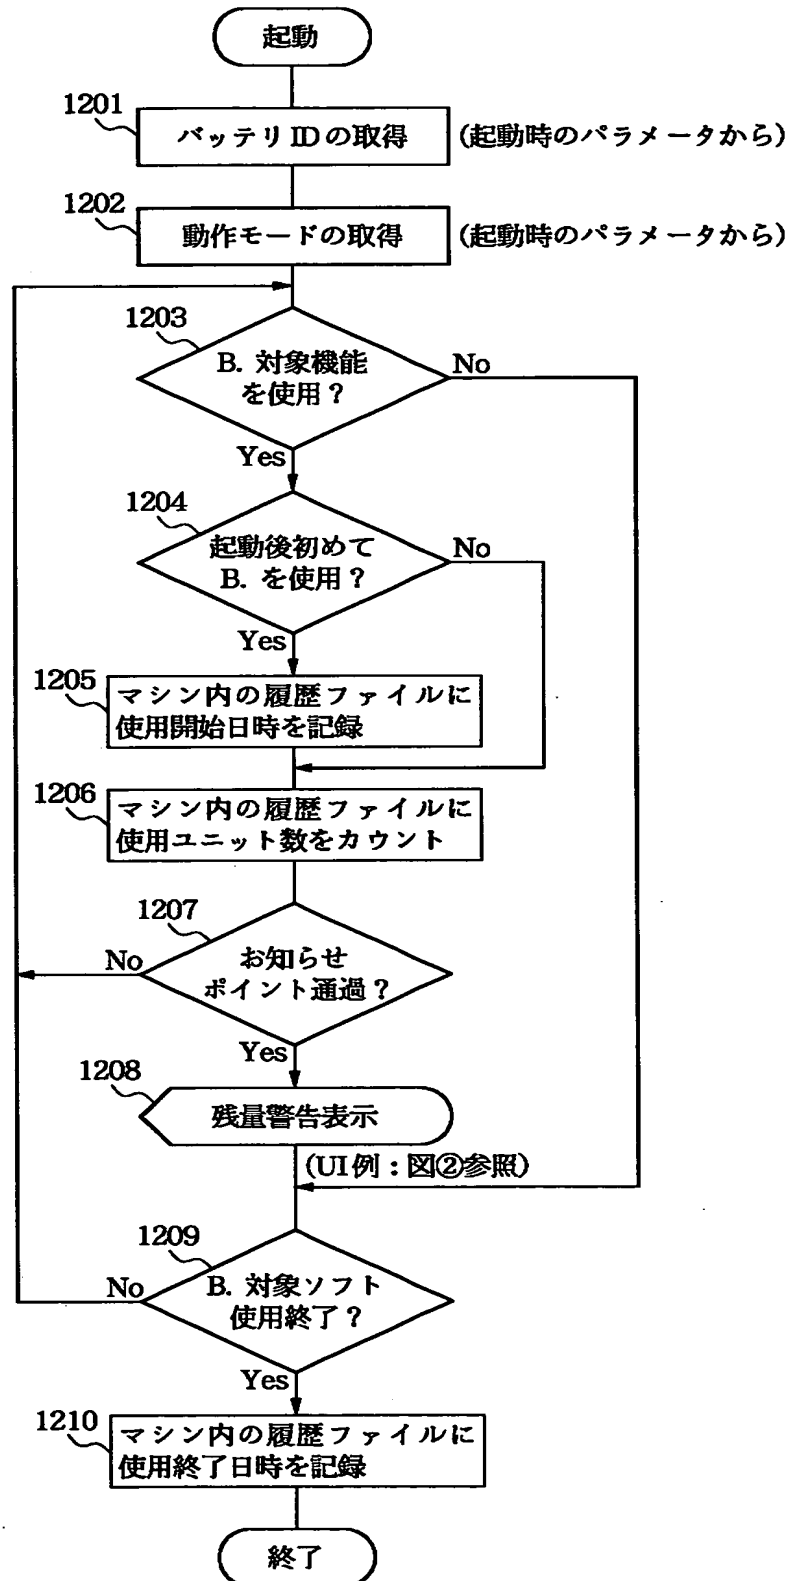 起動
1201
バッテリIDの取得
(起動時のパラメータから)
1202
動作モードの取得
(起動時のパラメータから)
1203
B. 対象機能
を使用？
No
Yes
1204
起動後初めて
B. を使用？
No
Yes
1205
マシン内の履歴ファイルに
使用開始日時を記録
1206
マシン内の履歴ファイルに
使用ユニット数をカウント
1207
お知らせ
ポイント通過？
No
Yes
1208
残量警告表示
(UI例：図②参照)
1209
B. 対象ソフト
使用終了？
No
Yes
1210
マシン内の履歴ファイルに
使用終了日時を記録
終了